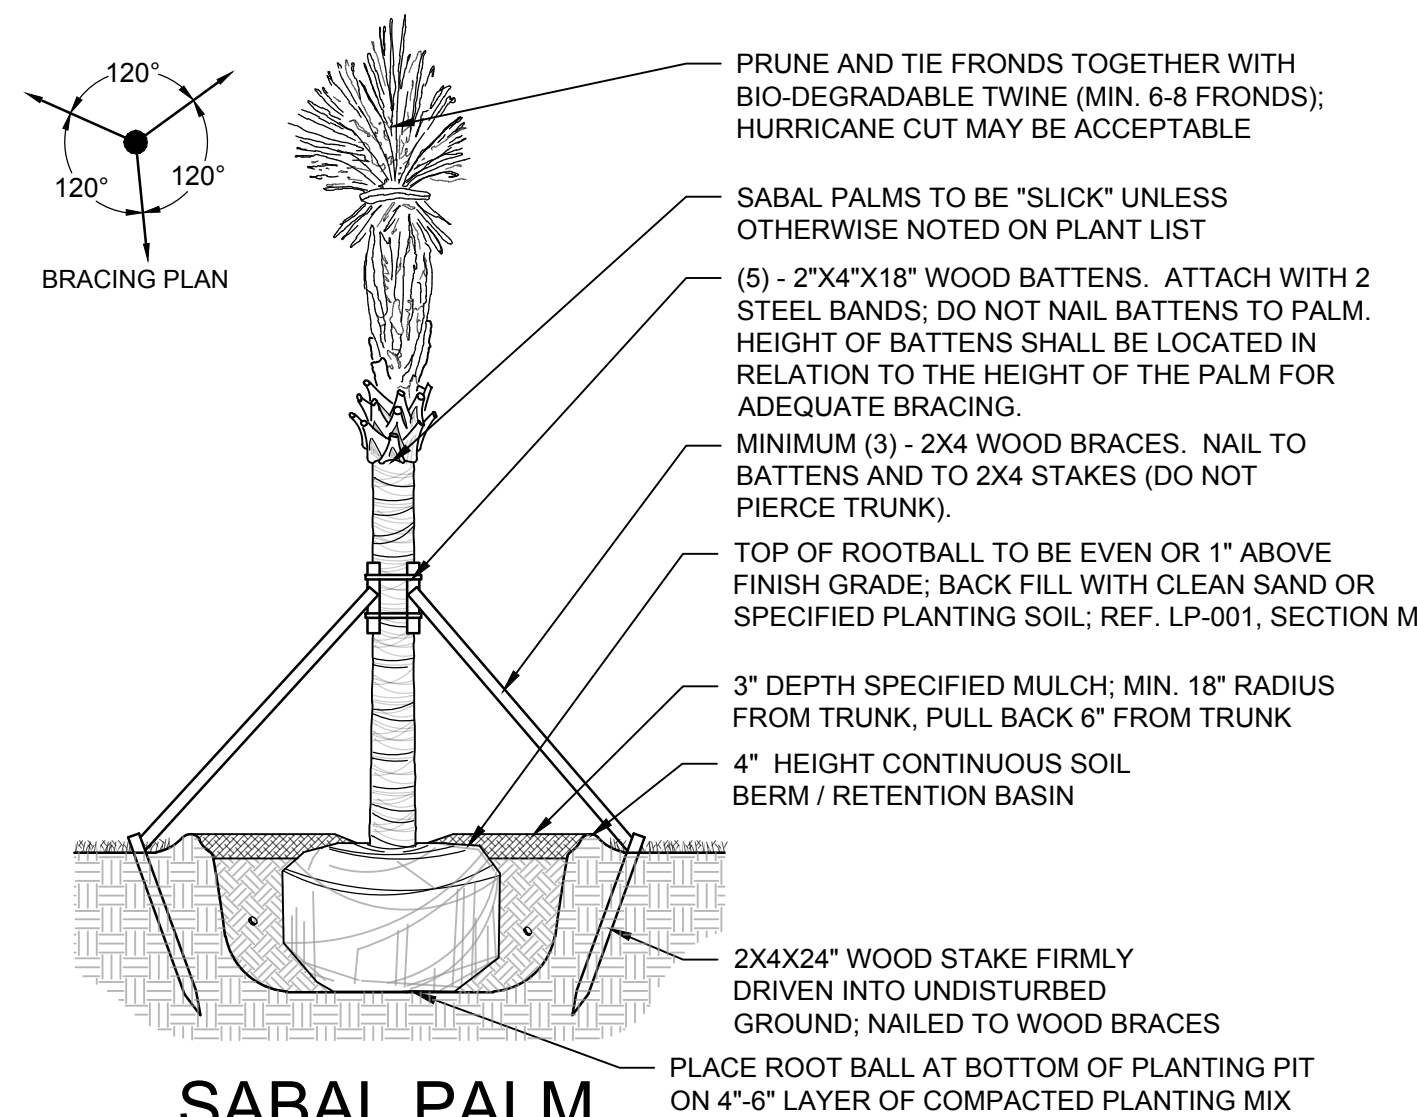 120°
120°
120°
BRACING PLAN
PRUNE AND TIE FRONDS TOGETHER WITH
BIO-DEGRADABLE TWINE (MIN. 6-8 FRONDS);
HURRICANE CUT MAY BE ACCEPTABLE
SABAL PALMS TO BE "SLICK" UNLESS
OTHERWISE NOTED ON PLANT LIST
(5) - 2"X4"X18" WOOD BATTENS.  ATTACH WITH 2
STEEL BANDS; DO NOT NAIL BATTENS TO PALM.
HEIGHT OF BATTENS SHALL BE LOCATED IN
RELATION TO THE HEIGHT OF THE PALM FOR
ADEQUATE BRACING.
MINIMUM (3) - 2X4 WOOD BRACES.  NAIL TO
BATTENS AND TO 2X4 STAKES (DO NOT
PIERCE TRUNK).
TOP OF ROOTBALL TO BE EVEN OR 1" ABOVE
FINISH GRADE; BACK FILL WITH CLEAN SAND OR
SPECIFIED PLANTING SOIL; REF. LP-001, SECTION M
3" DEPTH SPECIFIED MULCH; MIN. 18" RADIUS
FROM TRUNK, PULL BACK 6" FROM TRUNK
4"  HEIGHT CONTINUOUS SOIL
BERM / RETENTION BASIN
2X4X24" WOOD STAKE FIRMLY
DRIVEN INTO UNDISTURBED
GROUND; NAILED TO WOOD BRACES
PLACE ROOT BALL AT BOTTOM OF PLANTING PIT
ON 4"-6" LAYER OF COMPACTED PLANTING MIX
SABAL PALM